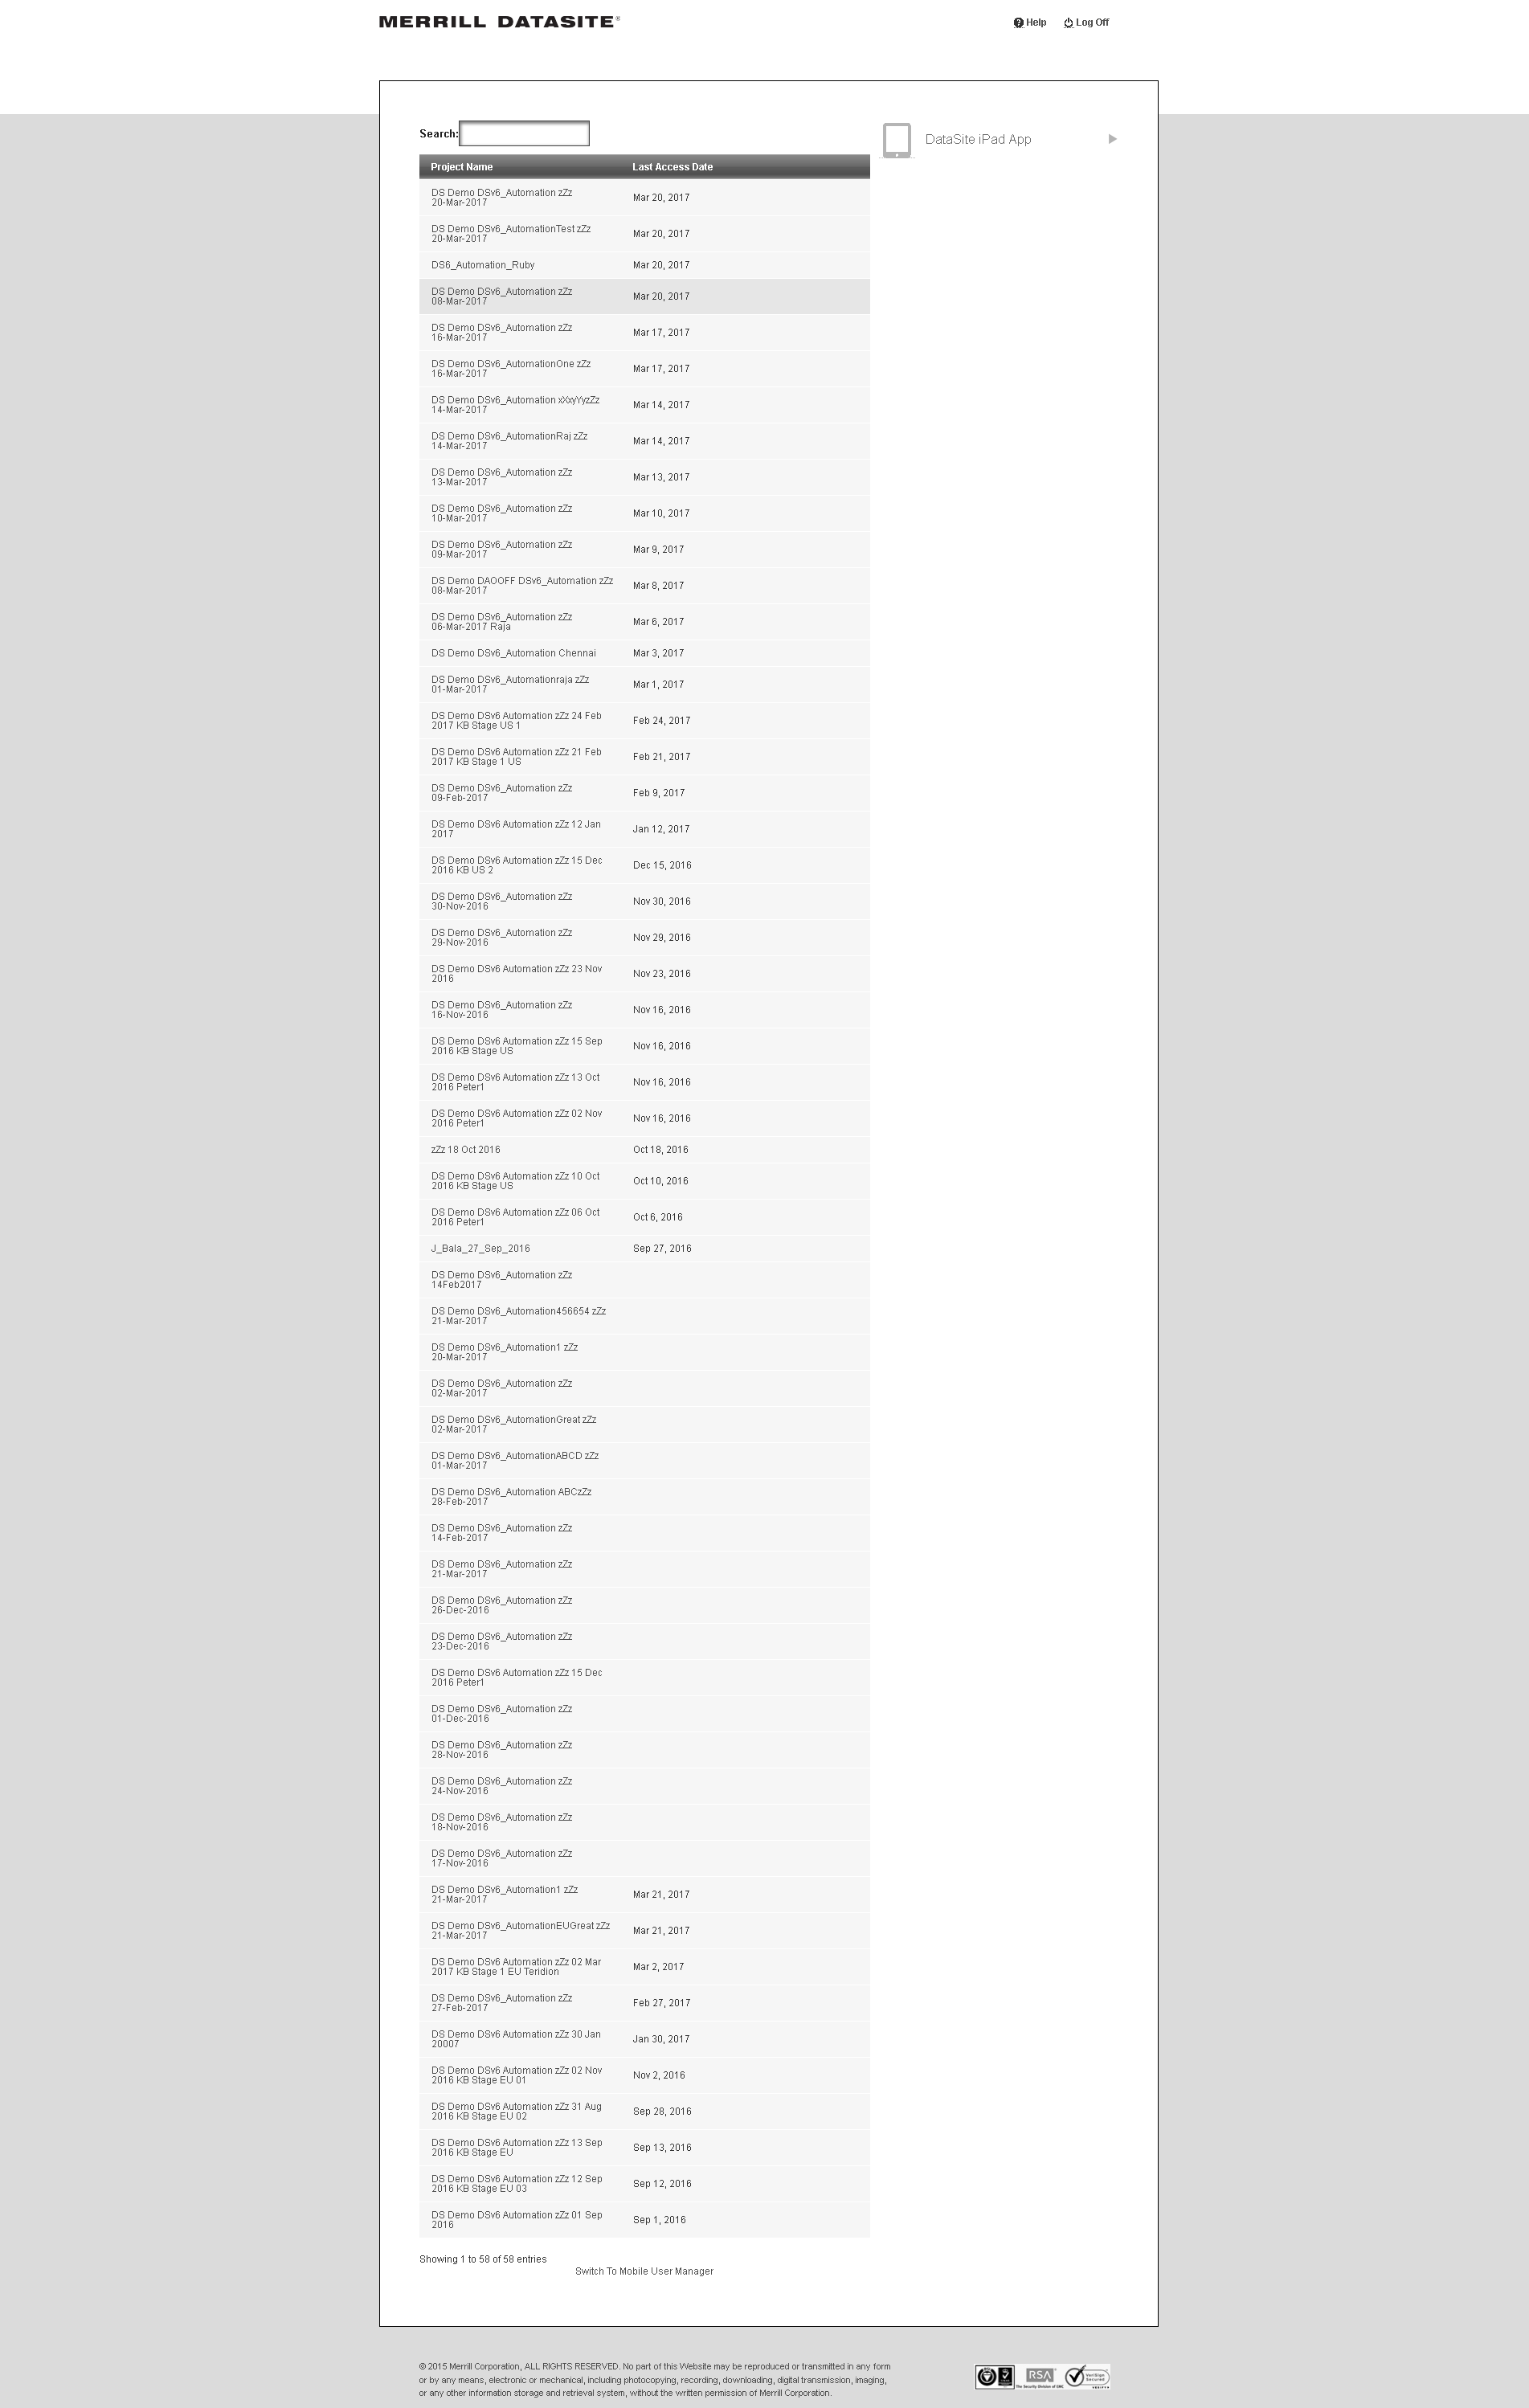 MERRILL DATASITE®
Help Log Off
Search:
DataSite iPad App
Project Name Last Access Date
DS Demo DSv6_Automation zZz
20-Mar-2017
Mar 20, 2017
DS Demo DSv6_AutomationTest zZz
20-Mar-2017
Mar 20, 2017
DS6_Automation_Ruby Mar 20, 2017
DS Demo DSv6_Automation zZz
08-Mar-2017
Mar 20, 2017
DS Demo DSv6_Automation zZz
16-Mar-2017
Mar 17, 2017
DS Demo DSv6_AutomationOne zZz
16-Mar-2017
Mar 17, 2017
DS Demo DSv6_Automation xXxyYyzZz
14-Mar-2017
Mar 14, 2017
DS Demo DSv6_AutomationRaj zZz
14-Mar-2017
Mar 14, 2017
DS Demo DSv6_Automation zZz
13-Mar-2017
Mar 13, 2017
DS Demo DSv6_Automation zZz
10-Mar-2017
Mar 10, 2017
DS Demo DSv6_Automation zZz
09-Mar-2017
Mar 9, 2017
DS Demo DAOOFF DSv6_Automation zZz
08-Mar-2017
Mar 8, 2017
DS Demo DSv6_Automation zZz
06-Mar-2017 Raja
Mar 6, 2017
DS Demo DSv6_Automation Chennai Mar 3, 2017
DS Demo DSv6_Automationraja zZz
01-Mar-2017
Mar 1, 2017
DS Demo DSv6 Automation zZz 24 Feb
2017 KB Stage US 1
Feb 24, 2017
DS Demo DSv6 Automation zZz 21 Feb
2017 KB Stage 1 US
Feb 21, 2017
DS Demo DSv6_Automation zZz
09-Feb-2017
Feb 9, 2017
DS Demo DSv6 Automation zZz 12 Jan
2017
Jan 12, 2017
DS Demo DSv6 Automation zZz 15 Dec
2016 KB US 2
Dec 15, 2016
DS Demo DSv6_Automation zZz
30-Nov-2016
Nov 30, 2016
DS Demo DSv6_Automation zZz
29-Nov-2016
Nov 29, 2016
DS Demo DSv6 Automation zZz 23 Nov
2016
Nov 23, 2016
DS Demo DSv6_Automation zZz
16-Nov-2016
Nov 16, 2016
DS Demo DSv6 Automation zZz 15 Sep
2016 KB Stage US
Nov 16, 2016
DS Demo DSv6 Automation zZz 13 Oct
2016 Peter1
Nov 16, 2016
DS Demo DSv6 Automation zZz 02 Nov
2016 Peter1
Nov 16, 2016
zZz 18 Oct 2016 Oct 18, 2016
DS Demo DSv6 Automation zZz 10 Oct
2016 KB Stage US
Oct 10, 2016
DS Demo DSv6 Automation zZz 06 Oct
2016 Peter1
Oct 6, 2016
J_Bala_27_Sep_2016 Sep 27, 2016
DS Demo DSv6_Automation zZz
14Feb2017
DS Demo DSv6_Automation456654 zZz
21-Mar-2017
DS Demo DSv6_Automation1 zZz
20-Mar-2017
DS Demo DSv6_Automation zZz
02-Mar-2017
DS Demo DSv6_AutomationGreat zZz
02-Mar-2017
DS Demo DSv6_AutomationABCD zZz
01-Mar-2017
DS Demo DSv6_Automation ABCzZz
28-Feb-2017
DS Demo DSv6_Automation zZz
14-Feb-2017
DS Demo DSv6_Automation zZz
21-Mar-2017
DS Demo DSv6_Automation zZz
26-Dec-2016
DS Demo DSv6_Automation zZz
23-Dec-2016
DS Demo DSv6 Automation zZz 15 Dec
2016 Peter1
DS Demo DSv6_Automation zZz
01-Dec-2016
DS Demo DSv6_Automation zZz
28-Nov-2016
DS Demo DSv6_Automation zZz
24-Nov-2016
DS Demo DSv6_Automation zZz
18-Nov-2016
DS Demo DSv6_Automation zZz
17-Nov-2016
DS Demo DSv6_Automation1 zZz
21-Mar-2017
Mar 21, 2017
DS Demo DSv6_AutomationEUGreat zZz
21-Mar-2017
Mar 21, 2017
DS Demo DSv6 Automation zZz 02 Mar
2017 KB Stage 1 EU Teridion
Mar 2, 2017
DS Demo DSv6_Automation zZz
27-Feb-2017
Feb 27, 2017
DS Demo DSv6 Automation zZz 30 Jan
20007
Jan 30, 2017
DS Demo DSv6 Automation zZz 02 Nov
2016 KB Stage EU 01
Nov 2, 2016
DS Demo DSv6 Automation zZz 31 Aug
2016 KB Stage EU 02
Sep 28, 2016
DS Demo DSv6 Automation zZz 13 Sep
2016 KB Stage EU
Sep 13, 2016
DS Demo DSv6 Automation zZz 12 Sep
2016 KB Stage EU 03
Sep 12, 2016
DS Demo DSv6 Automation zZz 01 Sep
2016
Sep 1, 2016
Showing 1 to 58 of 58 entries
Switch To Mobile User Manager
© 2015 Merrill Corporation, ALL RIGHTS RESERVED. No part of this Website may be reproduced or transmitted in any form
or by any means, electronic or mechanical, including photocopying, recording, downloading, digital transmission, imaging,
or any other information storage and retrieval system, without the written permission of Merrill Corporation.
RSA
The Security Division of EMC
VeriSign
Secured